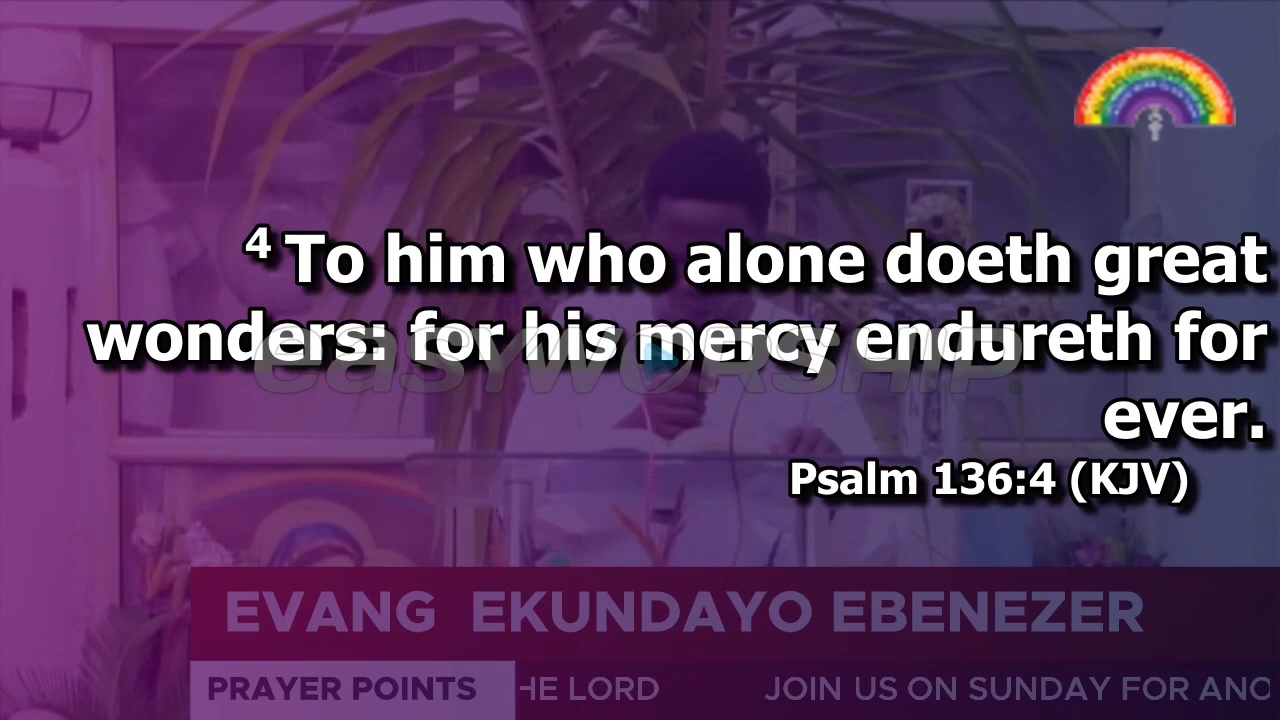 4 To him who alone doeth great
wonders: for his mercy endureth for
ever.
Psalm 136:4 (KJV)
easyworship
EVANG EKUNDAYO EBENEZER
PRAYER POINTS
HE LORD JOIN US ON SUNDAY FOR